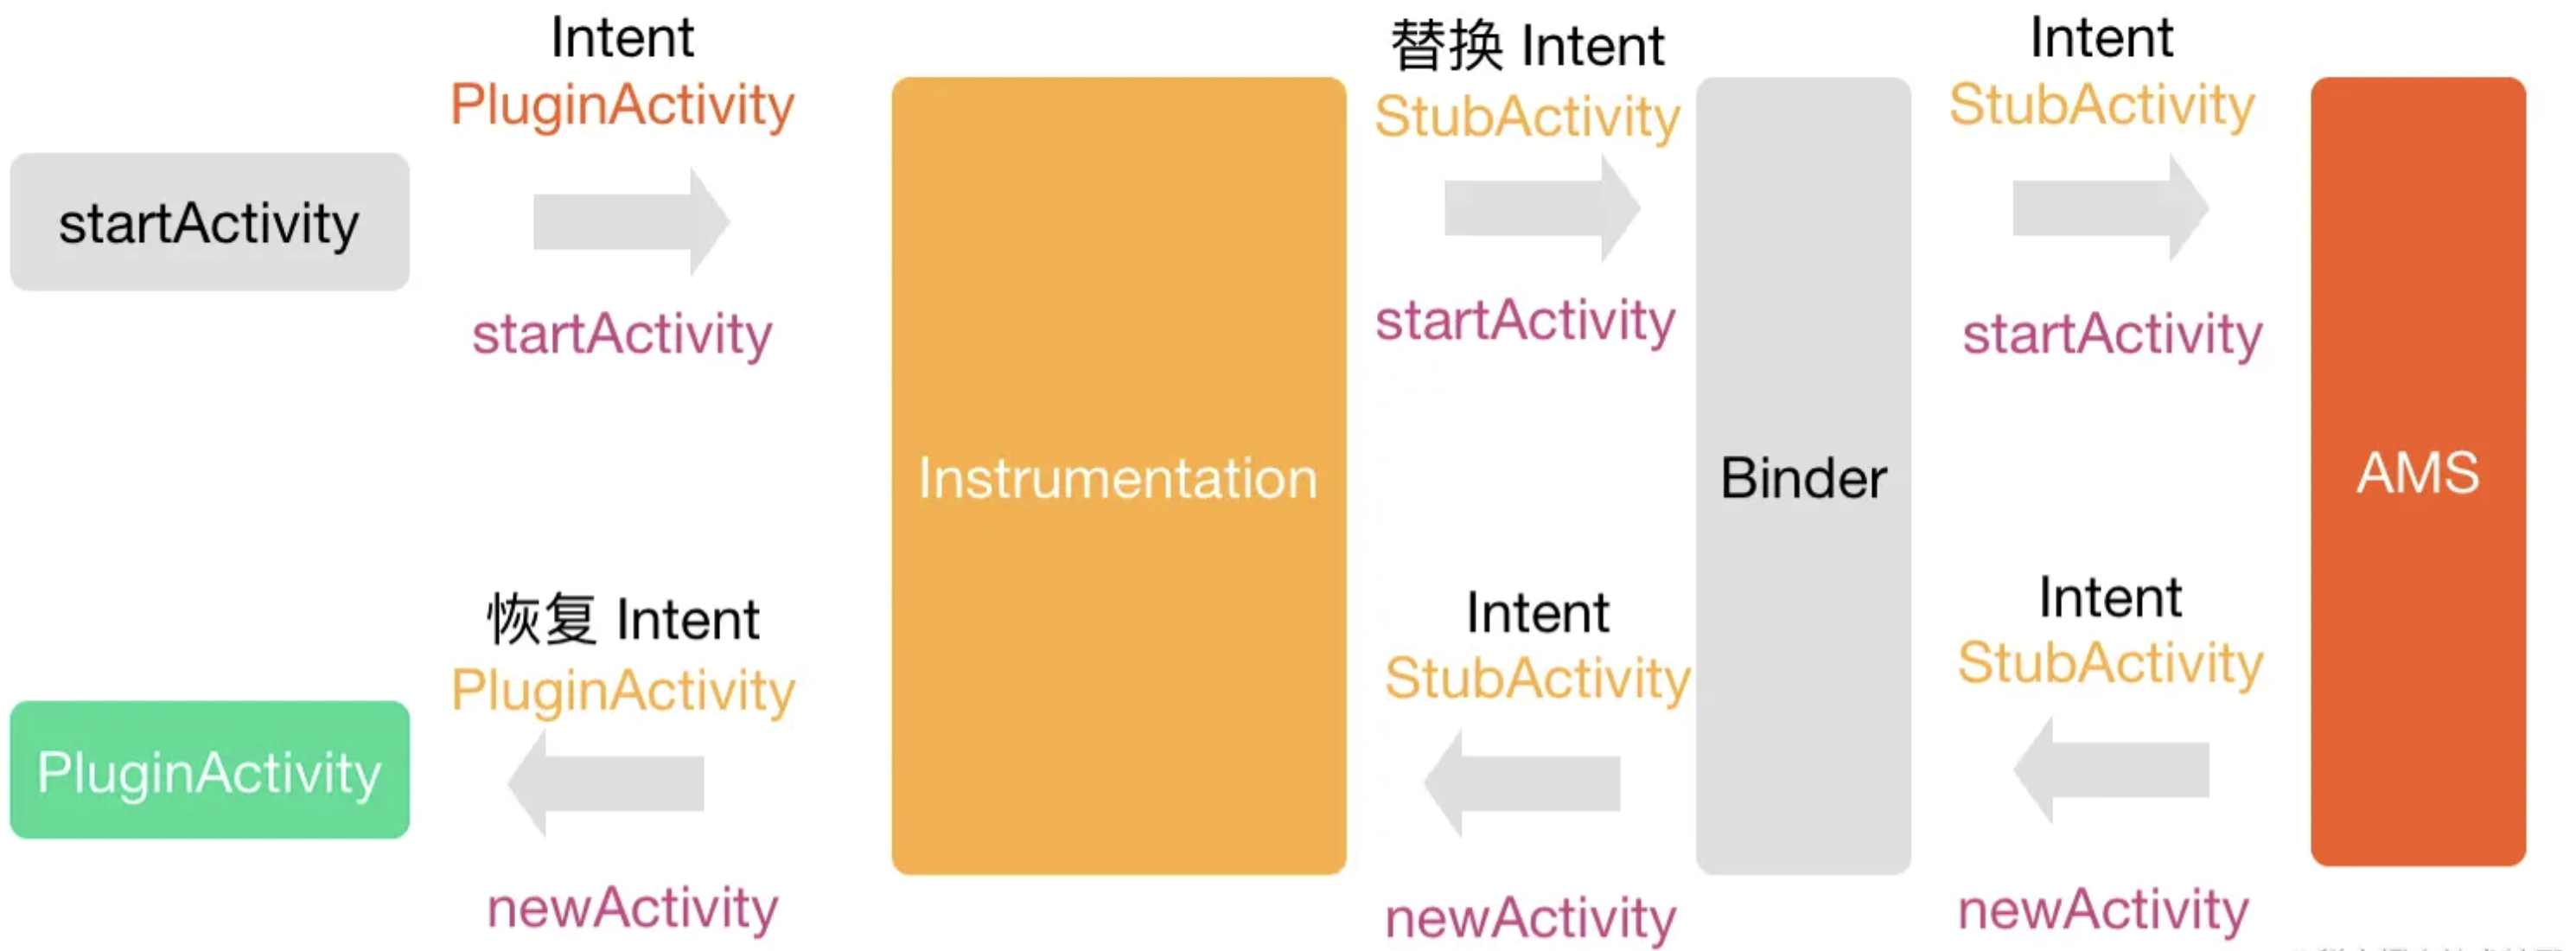 Intent
PluginActivity
startActivity
startActivity
替换 Intent
StubActivity
startActivity
Intent
StubActivity
startActivity
Instrumentation
Binder
AMS
恢复 Intent
PluginActivity
PluginActivity
newActivity
Intent
StubActivity
newActivity
Intent
StubActivity
newActivity